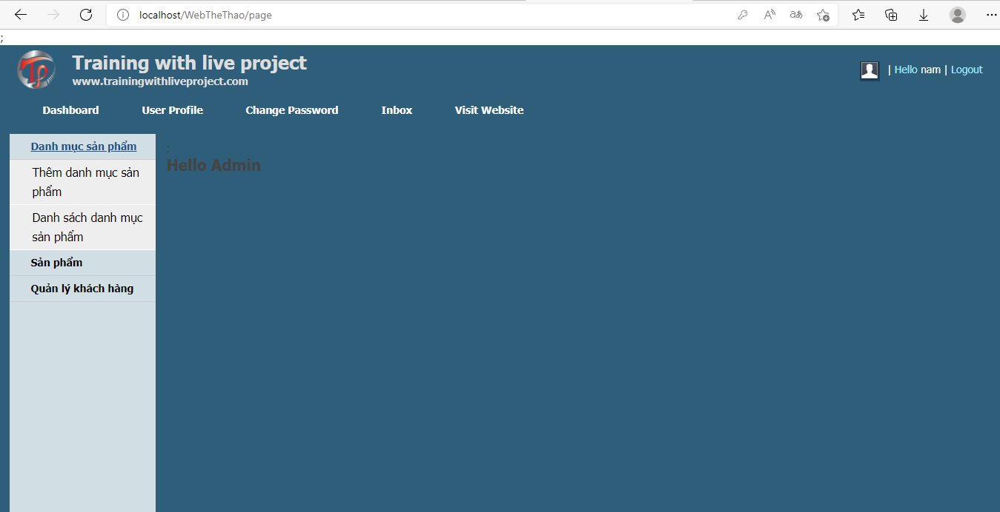 localhost/WebTheThao/page
;
Training with live project
www.trainingwithliveproject.com
| Hello nam | Logout
Dashboard User Profile Change Password Inbox Visit Website
Danh mục sản phẩm
Thêm danh mục sản
phẩm
Danh sách danh mục
sản phẩm
Sản phẩm
Quản lý khách hàng
;
Hello Admin